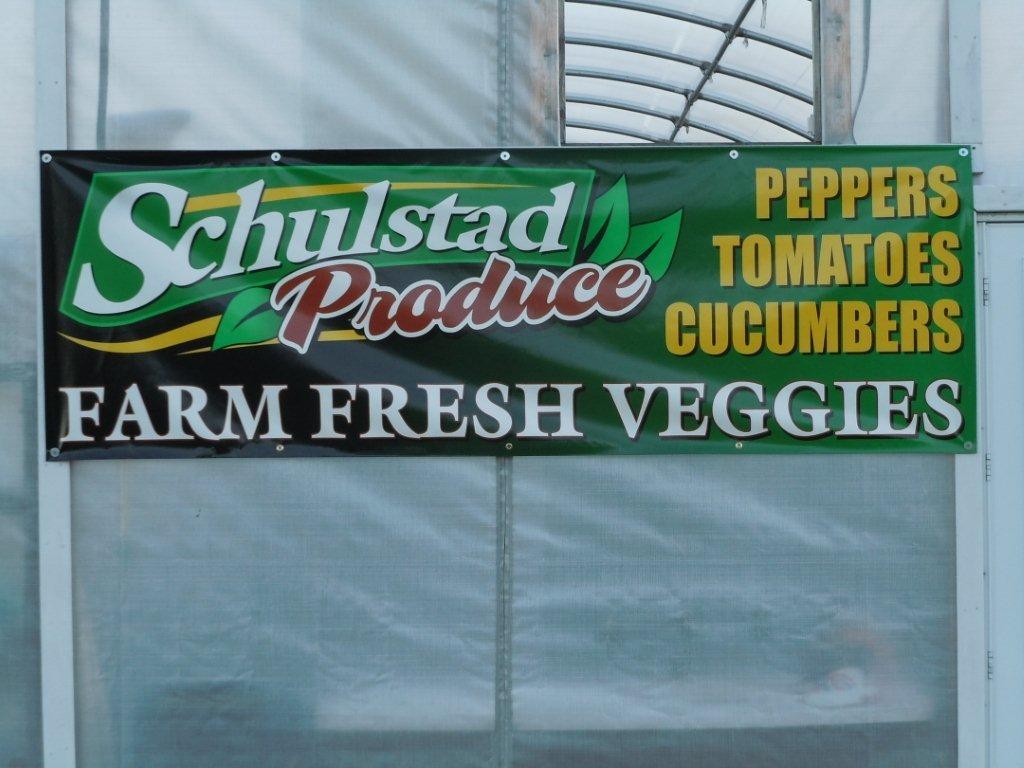 Schulstad
Produce
PEPPERS
TOMATOES
CUCUMBERS
FARM FRESH VEGGIES